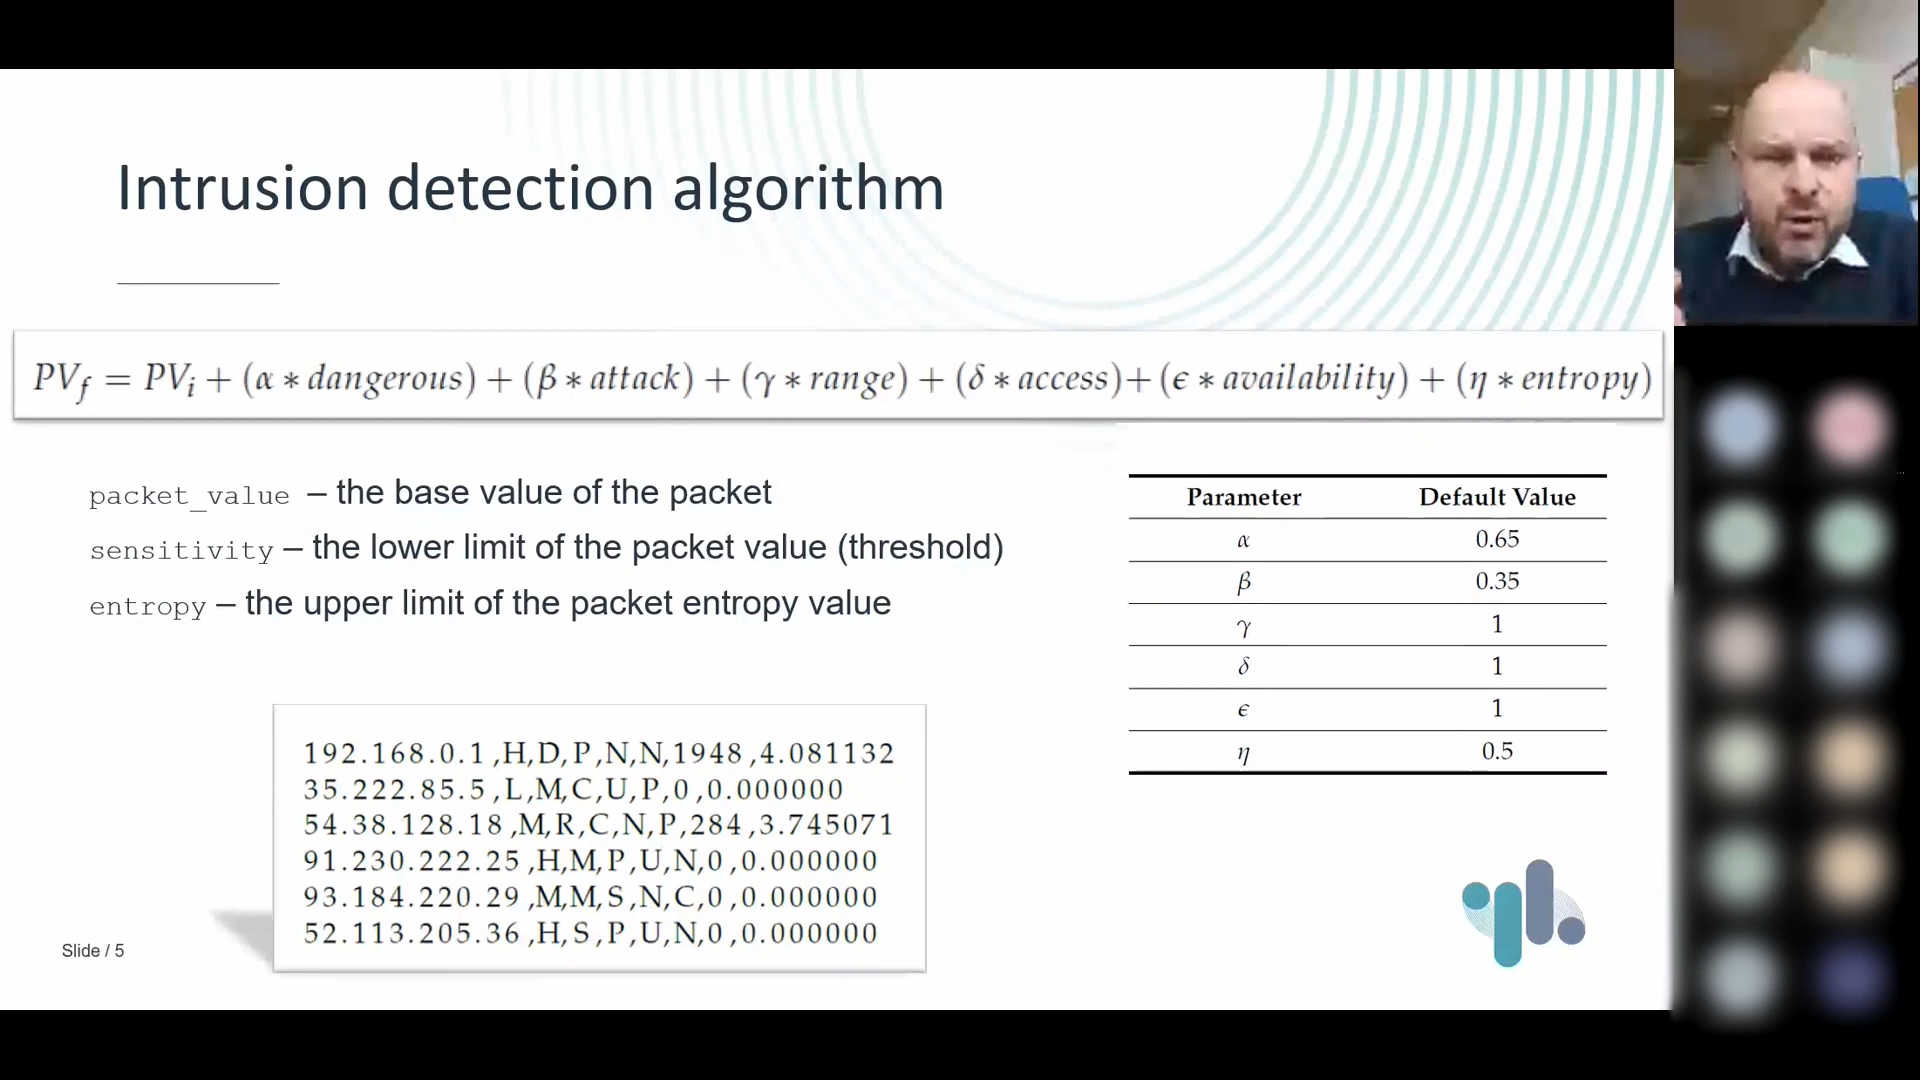 Intrusion detection algorithm
PVf = PVi + (α ∗ dangerous) + (β ∗ attack) + (γ ∗ range) + (δ ∗ access)+ (ϵ ∗ availability) + (η ∗ entropy)
packet_value – the base value of the packet
sensitivity – the lower limit of the packet value (threshold)
entropy – the upper limit of the packet entropy value
Parameter Default Value
α 0.65
β 0.35
γ 1
δ 1
ϵ 1
η 0.5
192.168.0.1,H,D,P,N,N,1948,4.081132
35.222.85.5,L,M,C,U,P,0,0.000000
54.38.128.18,M,R,C,N,P,284,3.745071
91.230.222.25,H,M,P,U,N,0,0.000000
93.184.220.29,M,M,S,N,C,0,0.000000
52.113.205.36,H,S,P,U,N,0,0.000000
Slide / 5